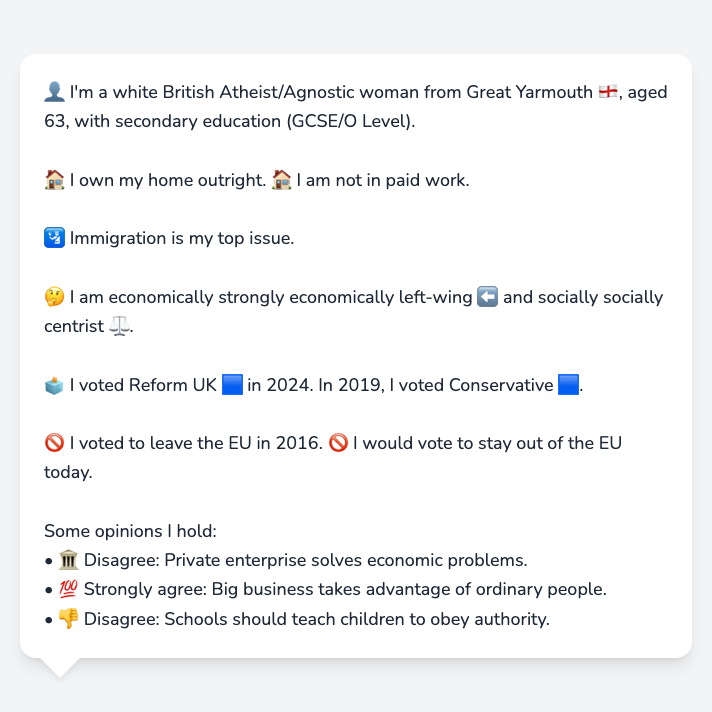 👤 I'm a white British Atheist/Agnostic woman from Great Yarmouth 🏴󠁧󠁢󠁥󠁮󠁧󠁿, aged
63, with secondary education (GCSE/O Level).
🏠 I own my home outright. 🏠 I am not in paid work.
🛂 Immigration is my top issue.
🤔 I am economically strongly economically left-wing ⬅️ and socially socially
centrist ⚖️.
🗳️ I voted Reform UK 🟦 in 2024. In 2019, I voted Conservative 🟦.
🚫 I voted to leave the EU in 2016. 🚫 I would vote to stay out of the EU
today.
Some opinions I hold:
• 🏛️ Disagree: Private enterprise solves economic problems.
• 💯 Strongly agree: Big business takes advantage of ordinary people.
• 👎 Disagree: Schools should teach children to obey authority.